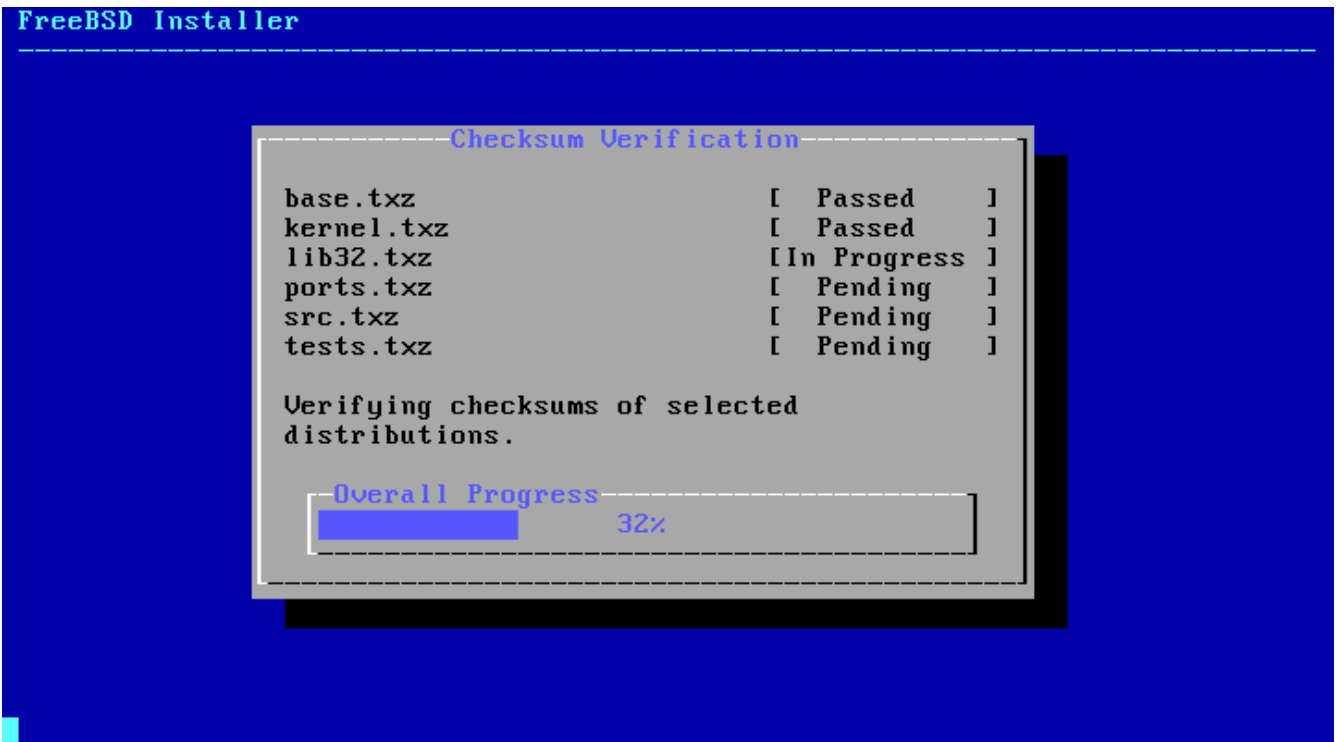 FreeBSD Installer
Checksum Verification
base.txz [ Passed ]
kernel.txz [ Passed ]
lib32.txz [In Progress ]
ports.txz [ Pending ]
src.txz [ Pending ]
tests.txz [ Pending ]
Verifying checksums of selected
distributions.
Overall Progress
32%